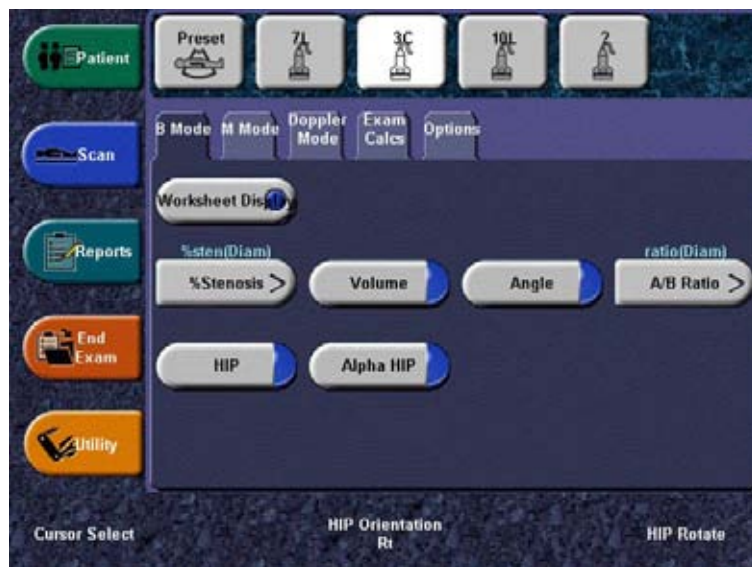 Patient
Preset
7L
3C
10L
2
B Mode
M Mode
Doppler
Mode
Exam
Calcs
Options
Scan
Worksheet Display
Reports
%sten(Diam)
ratio(Diam)
%Stenosis >
Volume
Angle
A/B Ratio >
End
Exam
HIP
Alpha HIP
Utility
Cursor Select
HIP Orientation
Rt
HIP Rotate